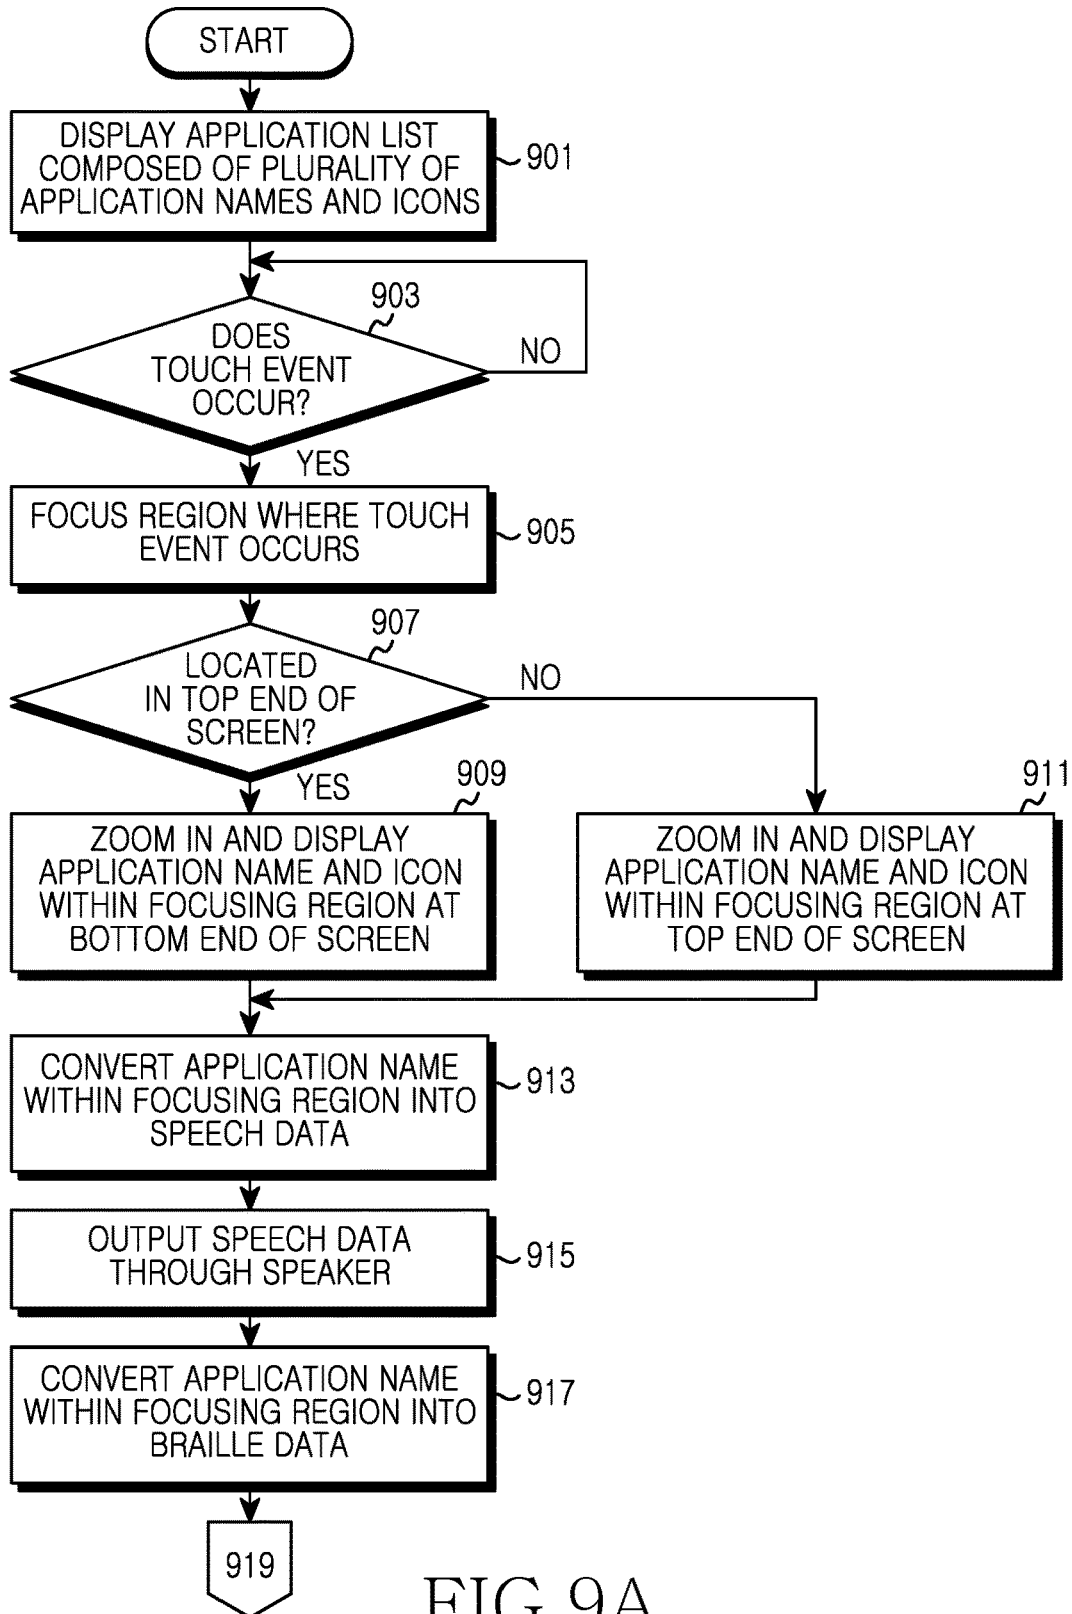 START
DISPLAY APPLICATION LIST
COMPOSED OF PLURALITY OF
APPLICATION NAMES AND ICONS
901
903
DOES
TOUCH EVENT
OCCUR?
NO
YES
FOCUS REGION WHERE TOUCH
EVENT OCCURS
905
907
LOCATED
IN TOP END OF
SCREEN?
NO
YES
909
ZOOM IN AND DISPLAY
APPLICATION NAME AND ICON
WITHIN FOCUSING REGION AT
BOTTOM END OF SCREEN
911
ZOOM IN AND DISPLAY
APPLICATION NAME AND ICON
WITHIN FOCUSING REGION AT
TOP END OF SCREEN
CONVERT APPLICATION NAME
WITHIN FOCUSING REGION INTO
SPEECH DATA
913
OUTPUT SPEECH DATA
THROUGH SPEAKER
915
CONVERT APPLICATION NAME
WITHIN FOCUSING REGION INTO
BRAILLE DATA
917
919
FIG.9A